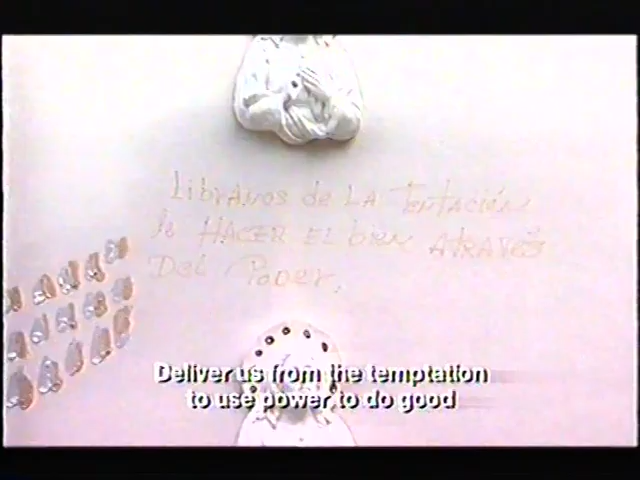 LibrAnos de LA TentAción
de HACER EL biEN ATRAVES
DEL PODER.
Deliver us from the temptation
to use power to do good